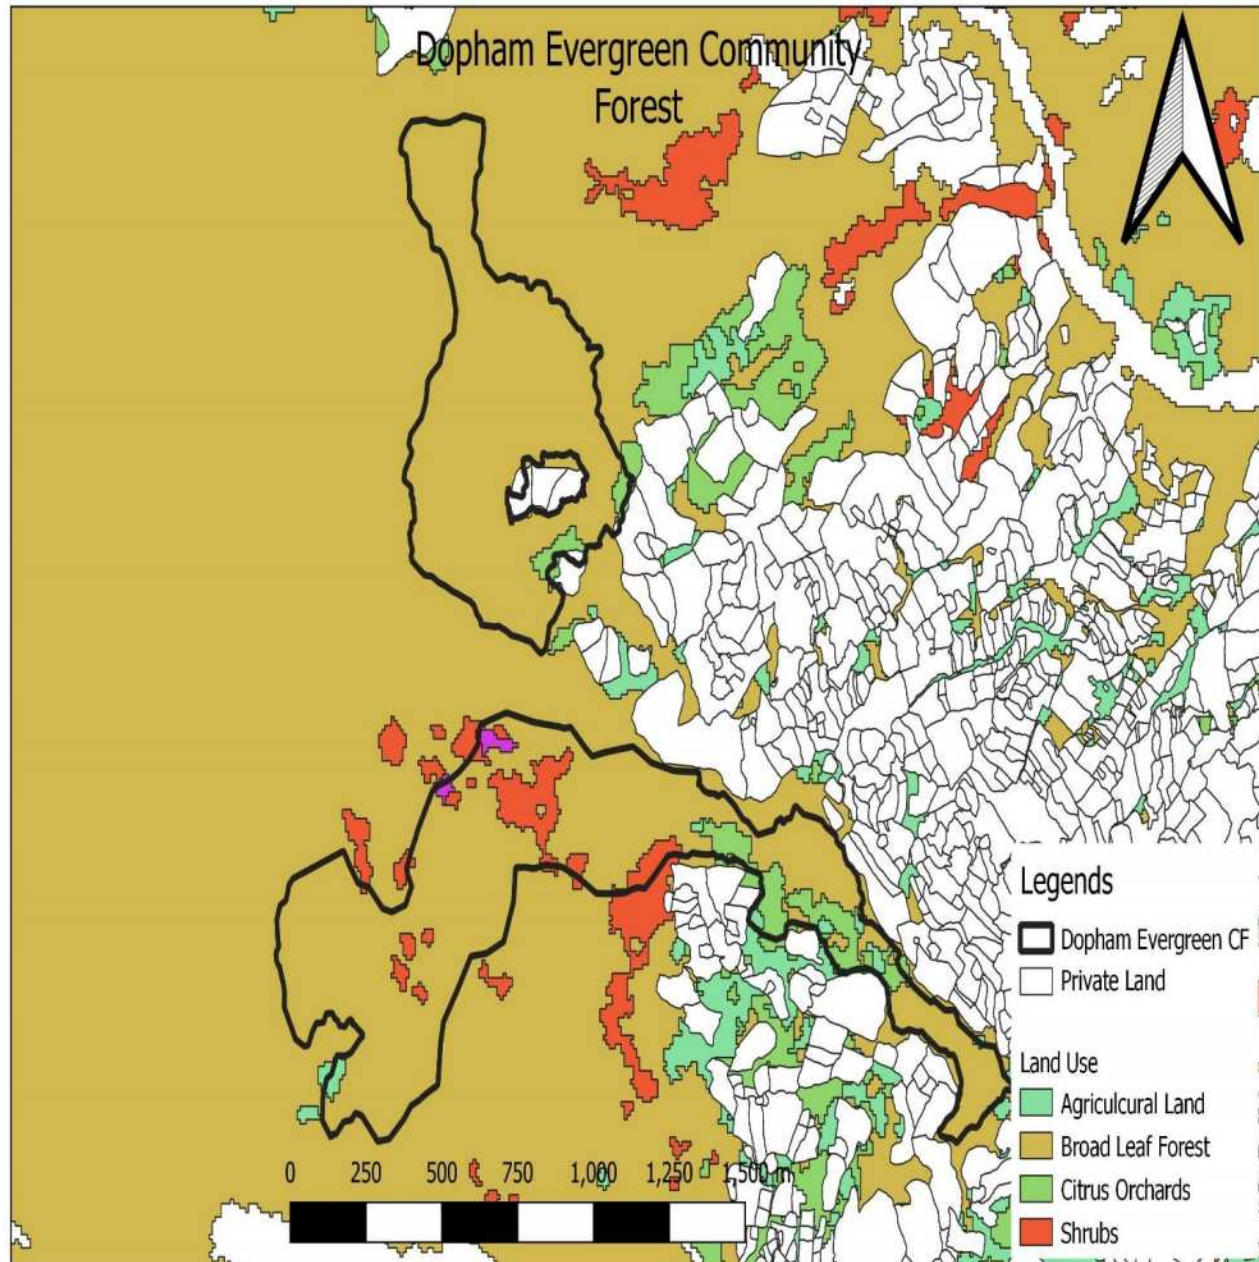 Dopham Evergreen Community
Forest
Legends
Dopham Evergreen CF
Private Land
Land Use
Agriculcural Land
Broad Leaf Forest
Citrus Orchards
Shrubs
0 250 500 750 1,000 1,250 1,500 m